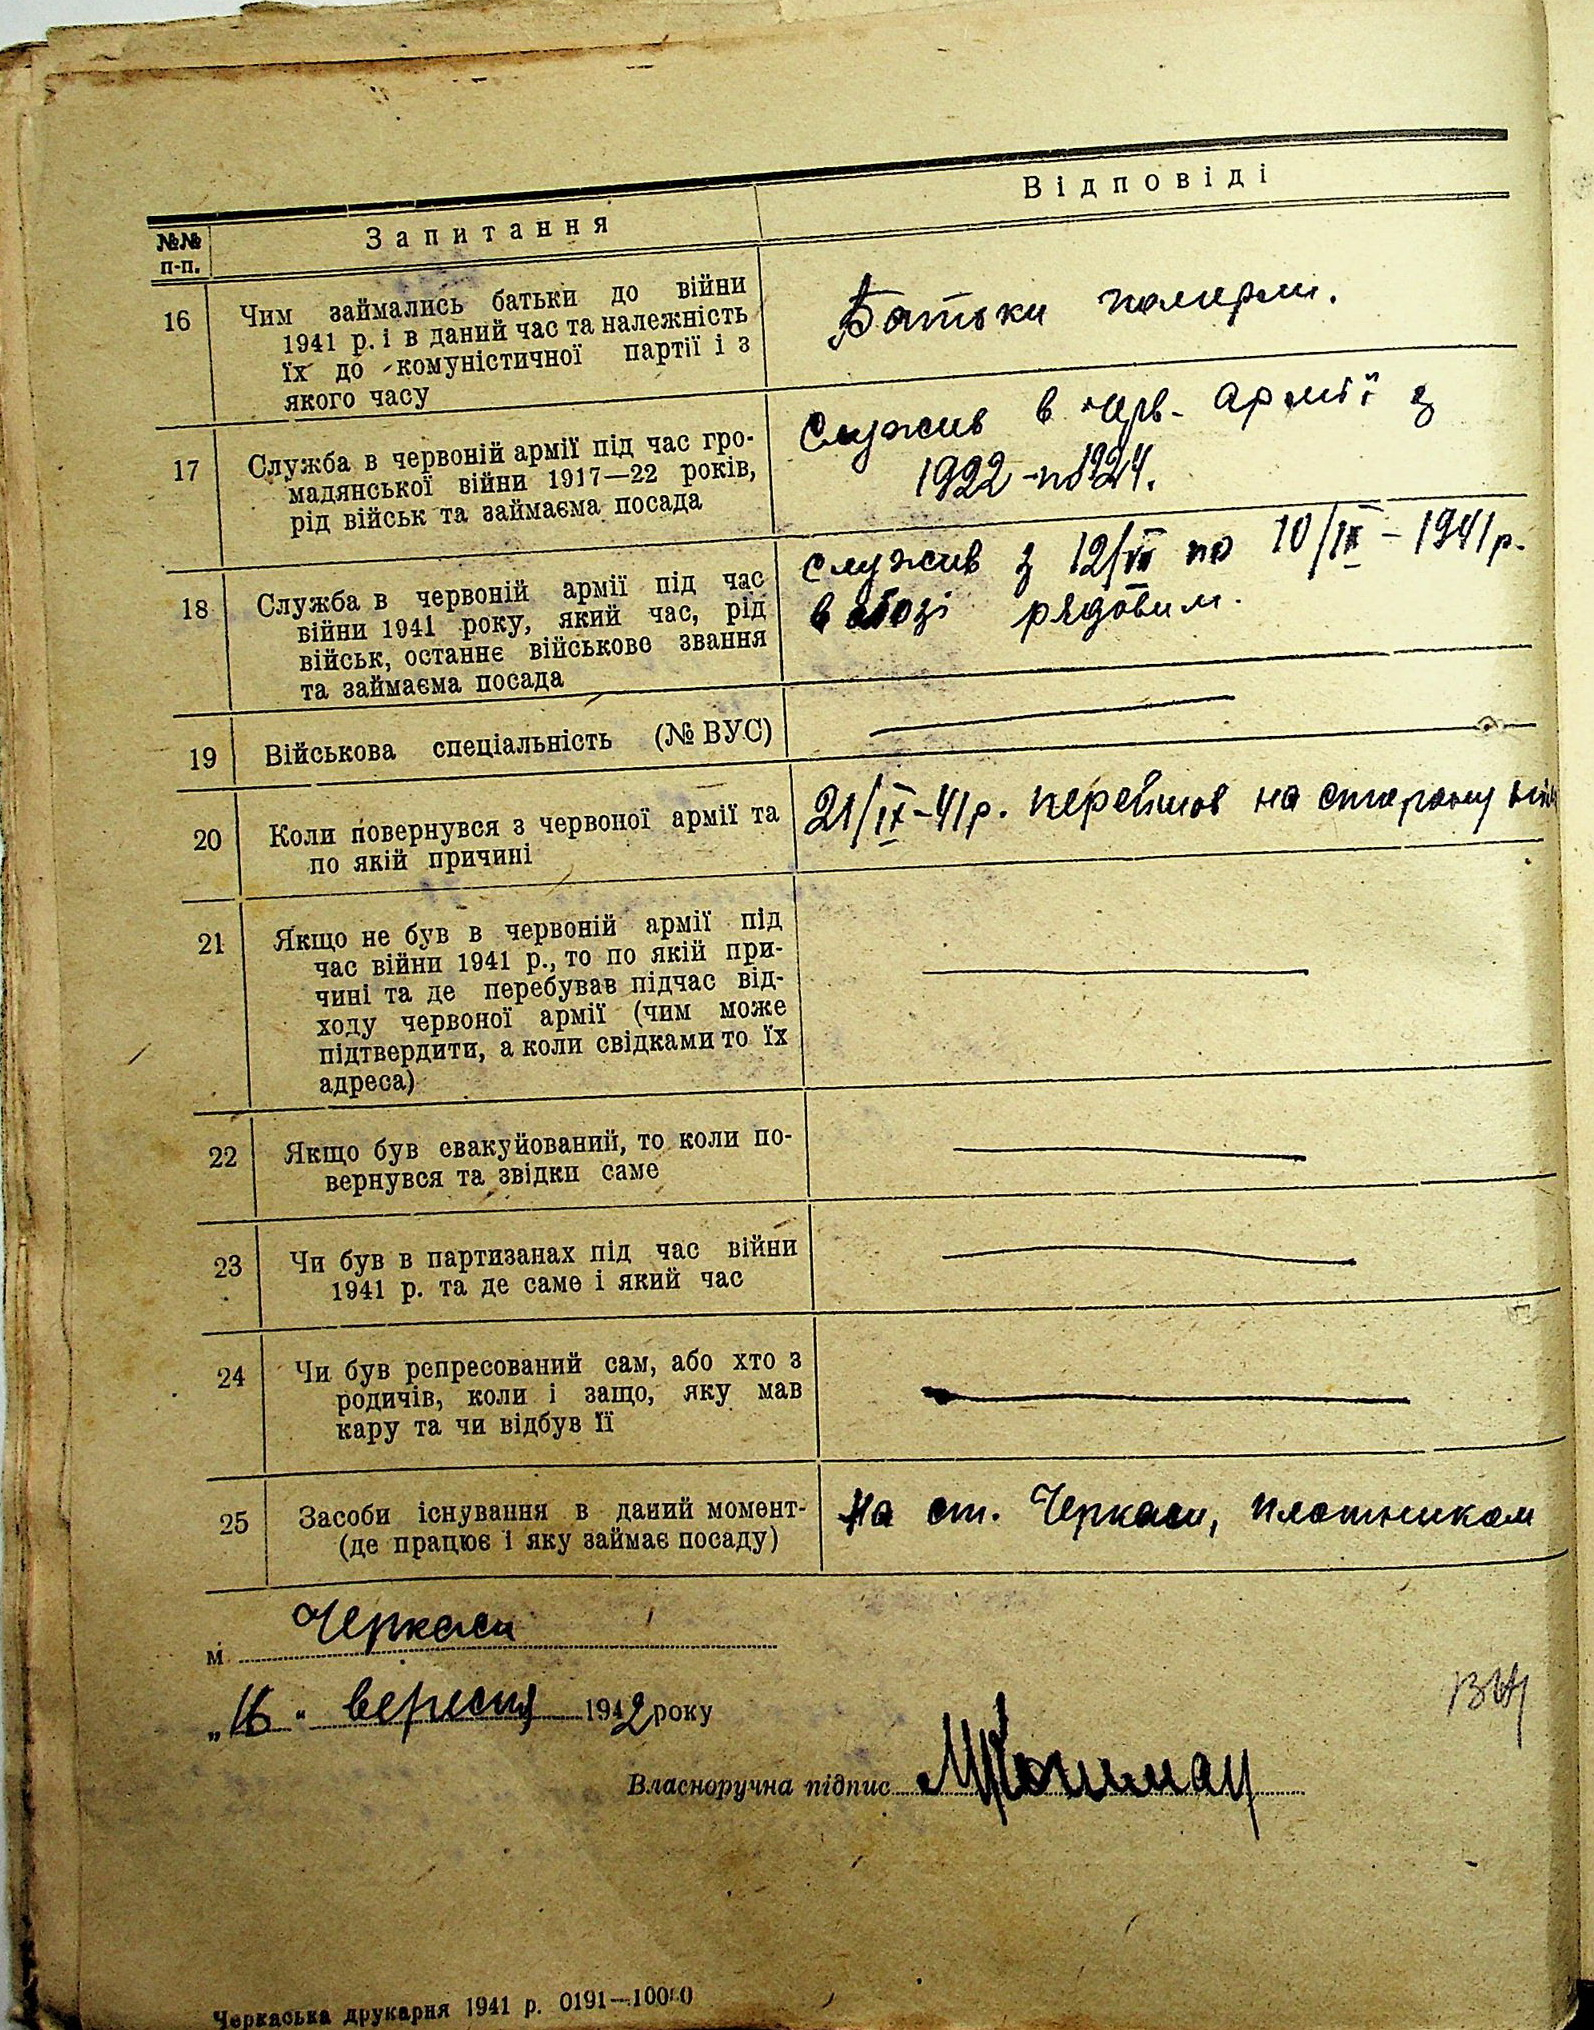 №№ п-п.
Запитання
Відповіді
16
Чим займались батьки до війни
1941 р. і в даний час та належність
їх до комуністичної партії і з
якого часу
Батьки померли.
17
Служба в червоній армії під час гро-
мадянської війни 1917—22 років,
рід військ та займаєма посада
Служив в черв. армії з
1922 - по 1924.
18
Служба в червоній армії під час
війни 1941 року, який час, рід
військ, останнє військове звання
та займаєма посада
служив з 12/VII по 10/IX - 1941 р.
в обозі рядовим.
19
Військова спеціальність (№ ВУС)
20
Коли повернувся з червоної армії та
по якій причині
21/IX-41 р. перейшов на сторону
21
Якщо не був в червоній армії під
час війни 1941 р., то по якій при-
чині та де перебував підчас від-
ходу червоної армії (чим може
підтвердити, а коли свідками то їх
адреса)
22
Якщо був евакуйований, то коли по-
вернувся та звідки саме
23
Чи був в партизанах під час війни
1941 р. та де саме і який час
24
Чи був репресований сам, або хто з
родичів, коли і защо, яку мав
кару та чи відбув її
25
Засоби існування в даний момент-
(де працює і яку займає посаду)
На ст. Черкаси, плотником
м. Черкаси
„16" вересня 1942 року
Власноручна підпис
Черкаська друкарня 1941 р. 0191—10000